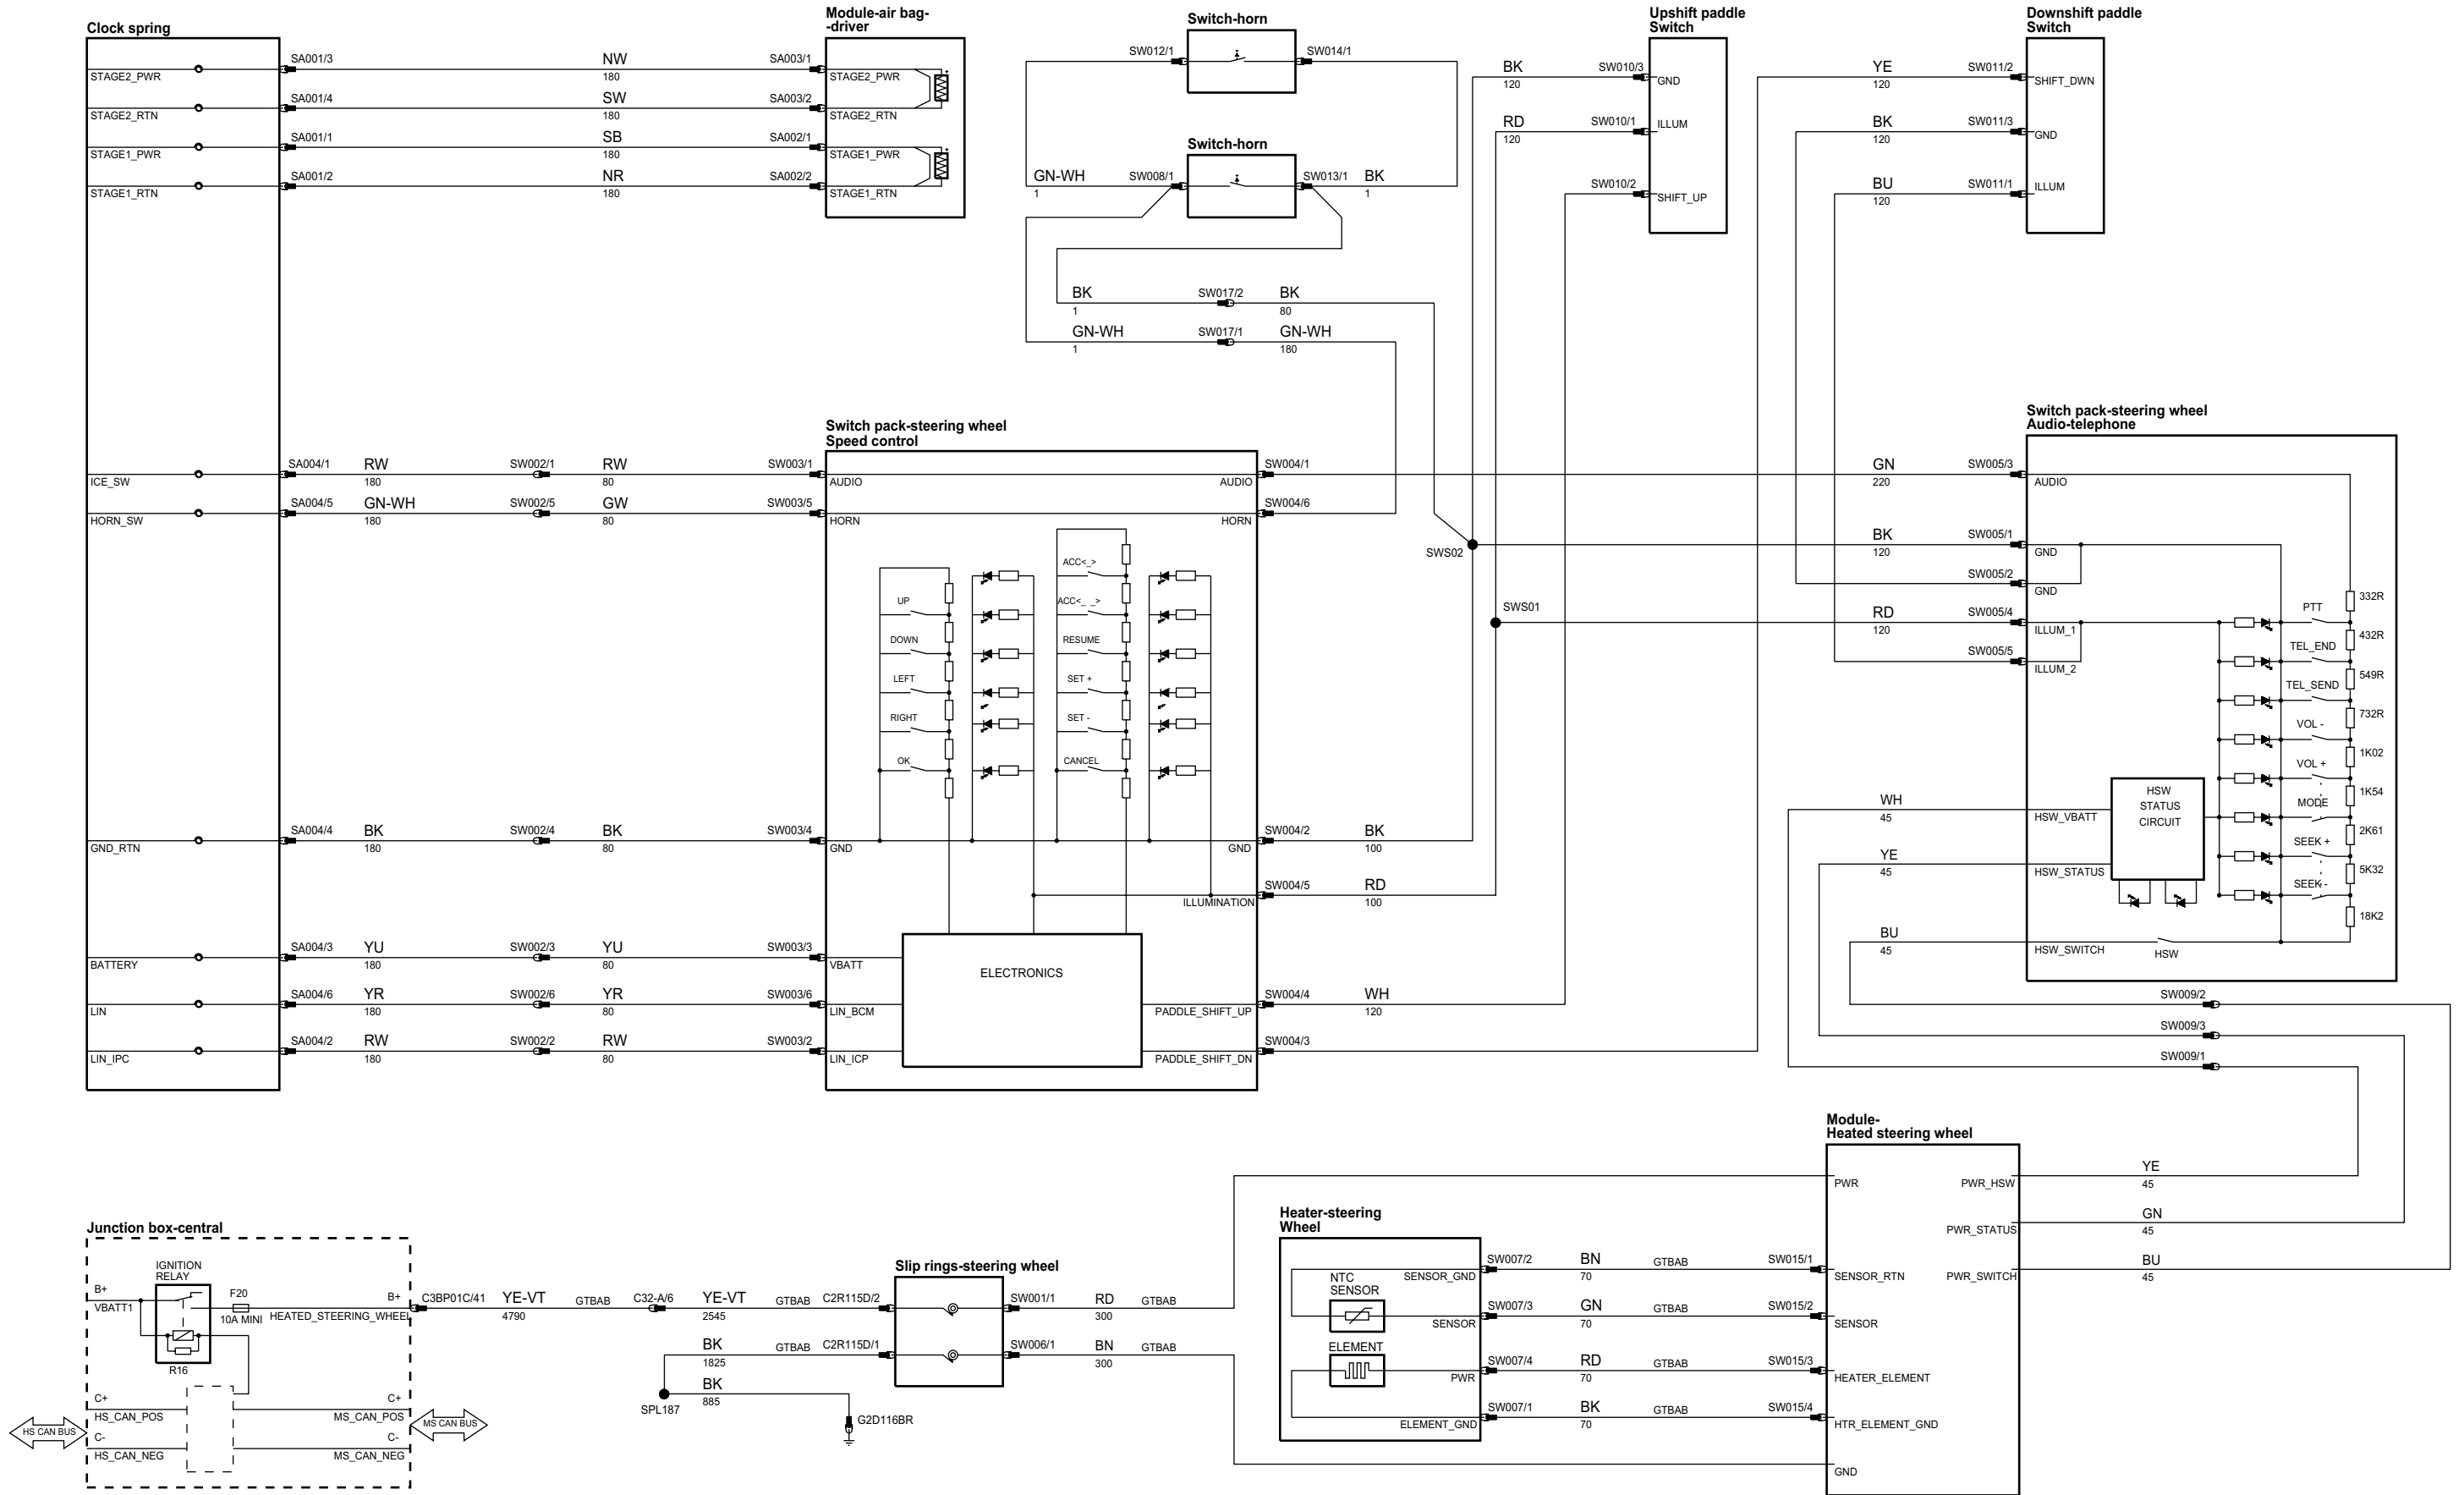 Clock spring
STAGE2_PWR
STAGE2_RTN
STAGE1_PWR
STAGE1_RTN
ICE_SW
HORN_SW
GND_RTN
BATTERY
LIN
LIN_IPC
SA001/3
NW
180
SA003/1
SA001/4
SW
180
SA003/2
SA001/1
SB
180
SA002/1
SA001/2
NR
180
SA002/2
Module-air bag-
-driver
STAGE2_PWR
STAGE2_RTN
STAGE1_PWR
STAGE1_RTN
Switch-horn
SW012/1
SW014/1
Switch-horn
GN-WH
1
SW008/1
SW013/1
BK
1
BK
1
SW017/2
BK
80
GN-WH
1
SW017/1
GN-WH
180
Upshift paddle
Switch
BK
120
SW010/3
GND
RD
120
SW010/1
ILLUM
SW010/2
SHIFT_UP
Downshift paddle
Switch
YE
120
SW011/2
SHIFT_DWN
BK
120
SW011/3
GND
BU
120
SW011/1
ILLUM
SA004/1
RW
180
SW002/1
RW
80
SW003/1
SA004/5
GN-WH
180
SW002/5
GW
80
SW003/5
SA004/4
BK
180
SW002/4
BK
80
SW003/4
SA004/3
YU
180
SW002/3
YU
80
SW003/3
SA004/6
YR
180
SW002/6
YR
80
SW003/6
SA004/2
RW
180
SW002/2
RW
80
SW003/2
Switch pack-steering wheel
Speed control
AUDIO
AUDIO
HORN
HORN
UP
DOWN
LEFT
RIGHT
OK
ACC<_>
ACC<_ _>
RESUME
SET +
SET -
CANCEL
GND
GND
ILLUMINATION
VBATT
ELECTRONICS
LIN_BCM
PADDLE_SHIFT_UP
LIN_ICP
PADDLE_SHIFT_DN
SW004/1
SW004/6
SW004/2
BK
100
SW004/5
RD
100
SW004/4
WH
120
SW004/3
SWS02
SWS01
Switch pack-steering wheel
Audio-telephone
GN
220
SW005/3
AUDIO
BK
120
SW005/1
GND
SW005/2
GND
RD
120
SW005/4
ILLUM_1
SW005/5
ILLUM_2
PTT
TEL_END
TEL_SEND
VOL -
VOL +
MODE
SEEK +
SEEK -
332R
432R
549R
732R
1K02
1K54
2K61
5K32
18K2
WH
45
HSW_VBATT
HSW
STATUS
CIRCUIT
YE
45
HSW_STATUS
BU
45
HSW_SWITCH
HSW
SW009/2
SW009/3
SW009/1
Module-
Heated steering wheel
PWR
PWR_HSW
YE
45
PWR_STATUS
GN
45
SENSOR_RTN
PWR_SWITCH
BU
45
SENSOR
HEATER_ELEMENT
HTR_ELEMENT_GND
GND
Heater-steering
Wheel
NTC
SENSOR
SENSOR_GND
SENSOR
ELEMENT
PWR
ELEMENT_GND
SW007/2
BN
70
GTBAB
SW015/1
SW007/3
GN
70
GTBAB
SW015/2
SW007/4
RD
70
GTBAB
SW015/3
SW007/1
BK
70
GTBAB
SW015/4
Junction box-central
IGNITION
RELAY
B+
VBATT1
F20
10A MINI
B+
HEATED_STEERING_WHEEL
R16
C+
HS_CAN_POS
C+
MS_CAN_POS
C-
HS_CAN_NEG
C-
MS_CAN_NEG
HS CAN BUS
MS CAN BUS
C3BP01C/41
YE-VT
4790
GTBAB
C32-A/6
YE-VT
2545
GTBAB
C2R115D/2
BK
1825
GTBAB
C2R115D/1
BK
885
SPL187
G2D116BR
Slip rings-steering wheel
SW001/1
RD
300
GTBAB
SW006/1
BN
300
GTBAB